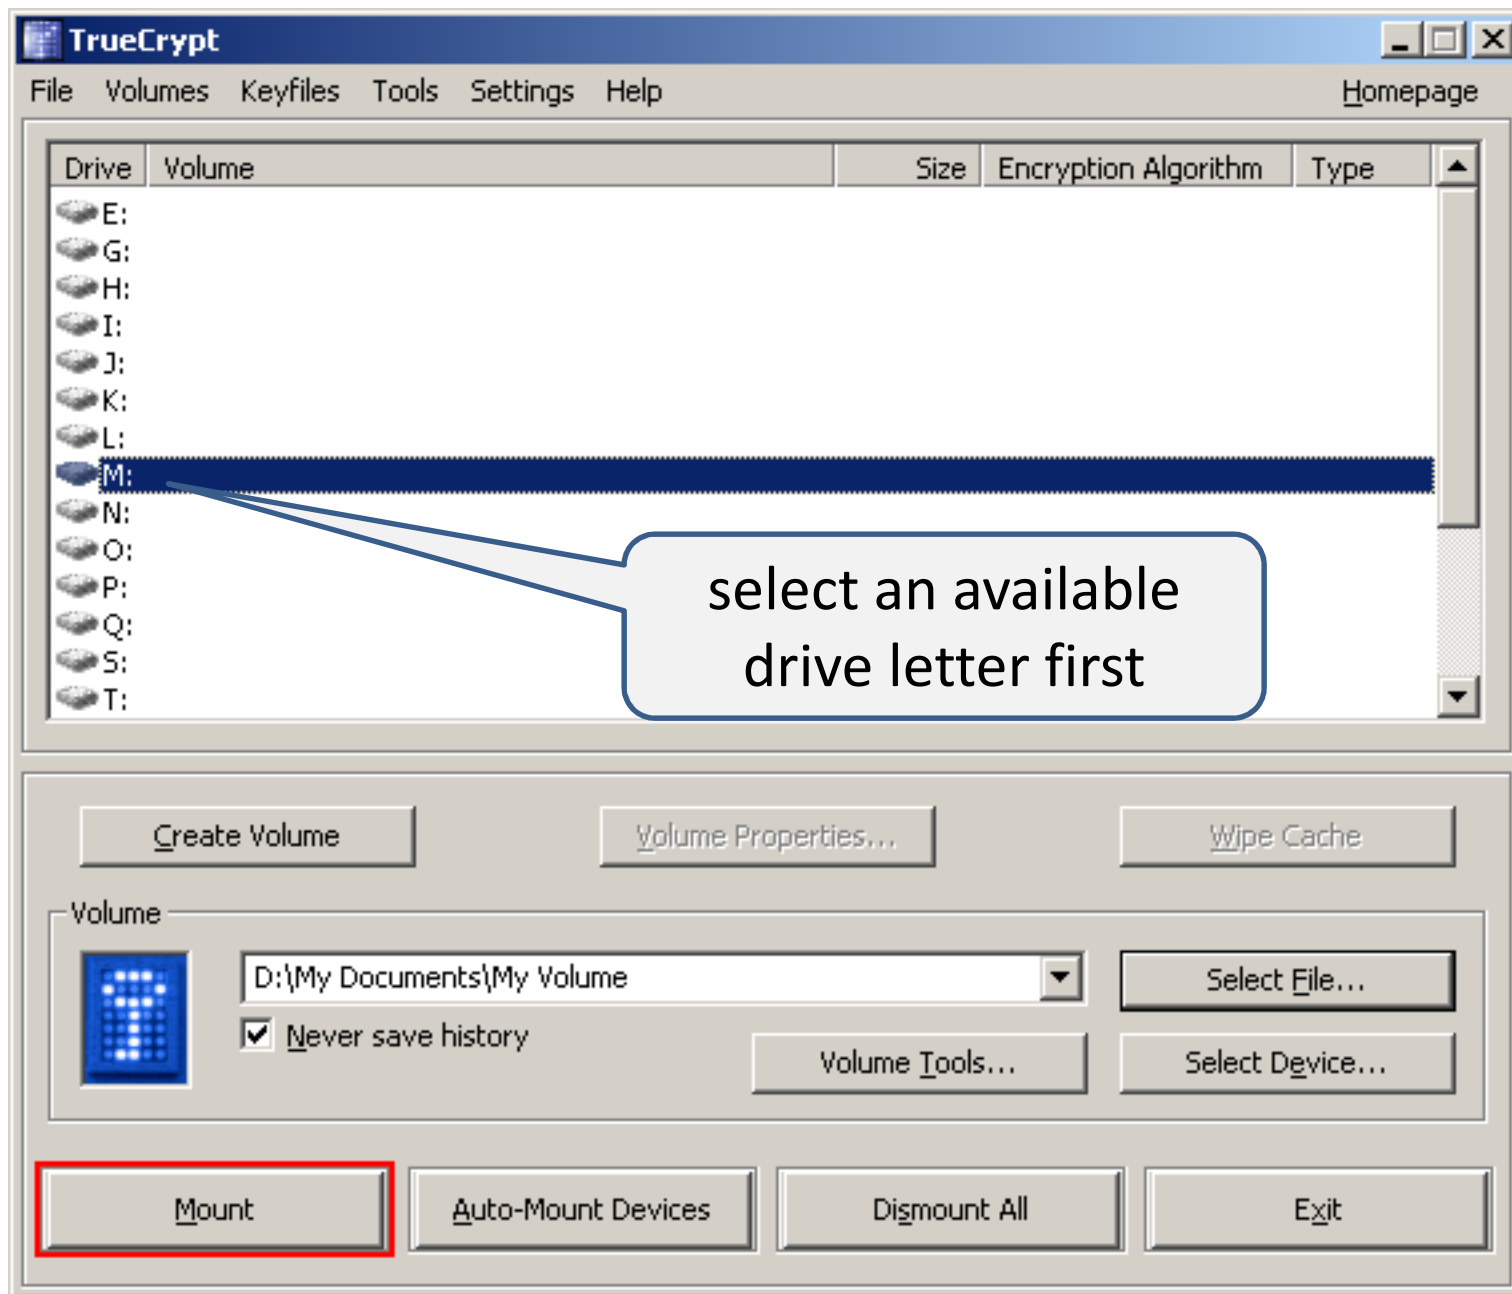 TrueCrypt
File Volumes Keyfiles Tools Settings Help Homepage
Drive Volume Size Encryption Algorithm Type
E:
G:
H:
I:
J:
K:
L:
M:
N:
O:
P:
Q:
S:
T:
select an available
drive letter first
Create Volume Volume Properties... Wipe Cache
Volume
D:\My Documents\My Volume Select File...
Never save history
Volume Tools... Select Device...
Mount Auto-Mount Devices Dismount All Exit